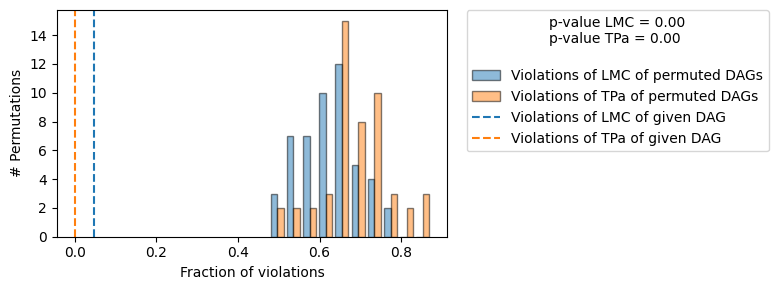 p-value LMC = 0.00
p-value TPa = 0.00
Violations of LMC of permuted DAGs
Violations of TPa of permuted DAGs
Violations of LMC of given DAG
Violations of TPa of given DAG
# Permutations
14
12
10
8
6
4
2
0
0.0 0.2 0.4 0.6 0.8
Fraction of violations